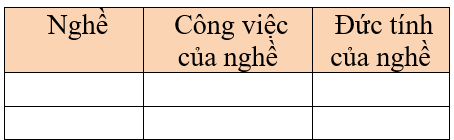 Nghề
Công việc
của nghề
Đức tính
của nghề